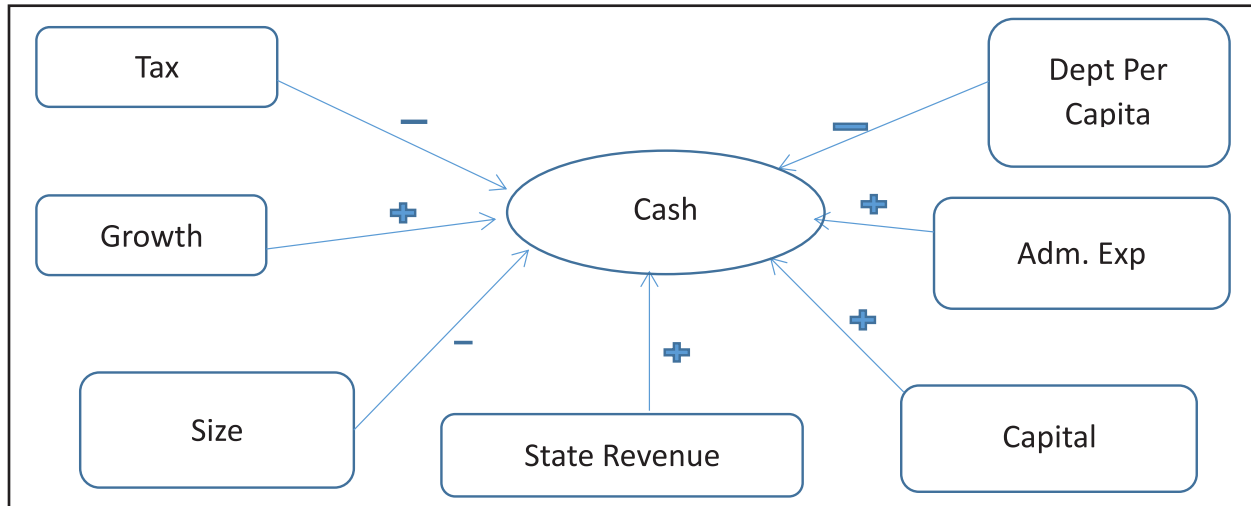 Tax
Dept Per
Capita
–
–
Cash
+
+
Growth
Adm. Exp
+
–
+
Size
State Revenue
Capital